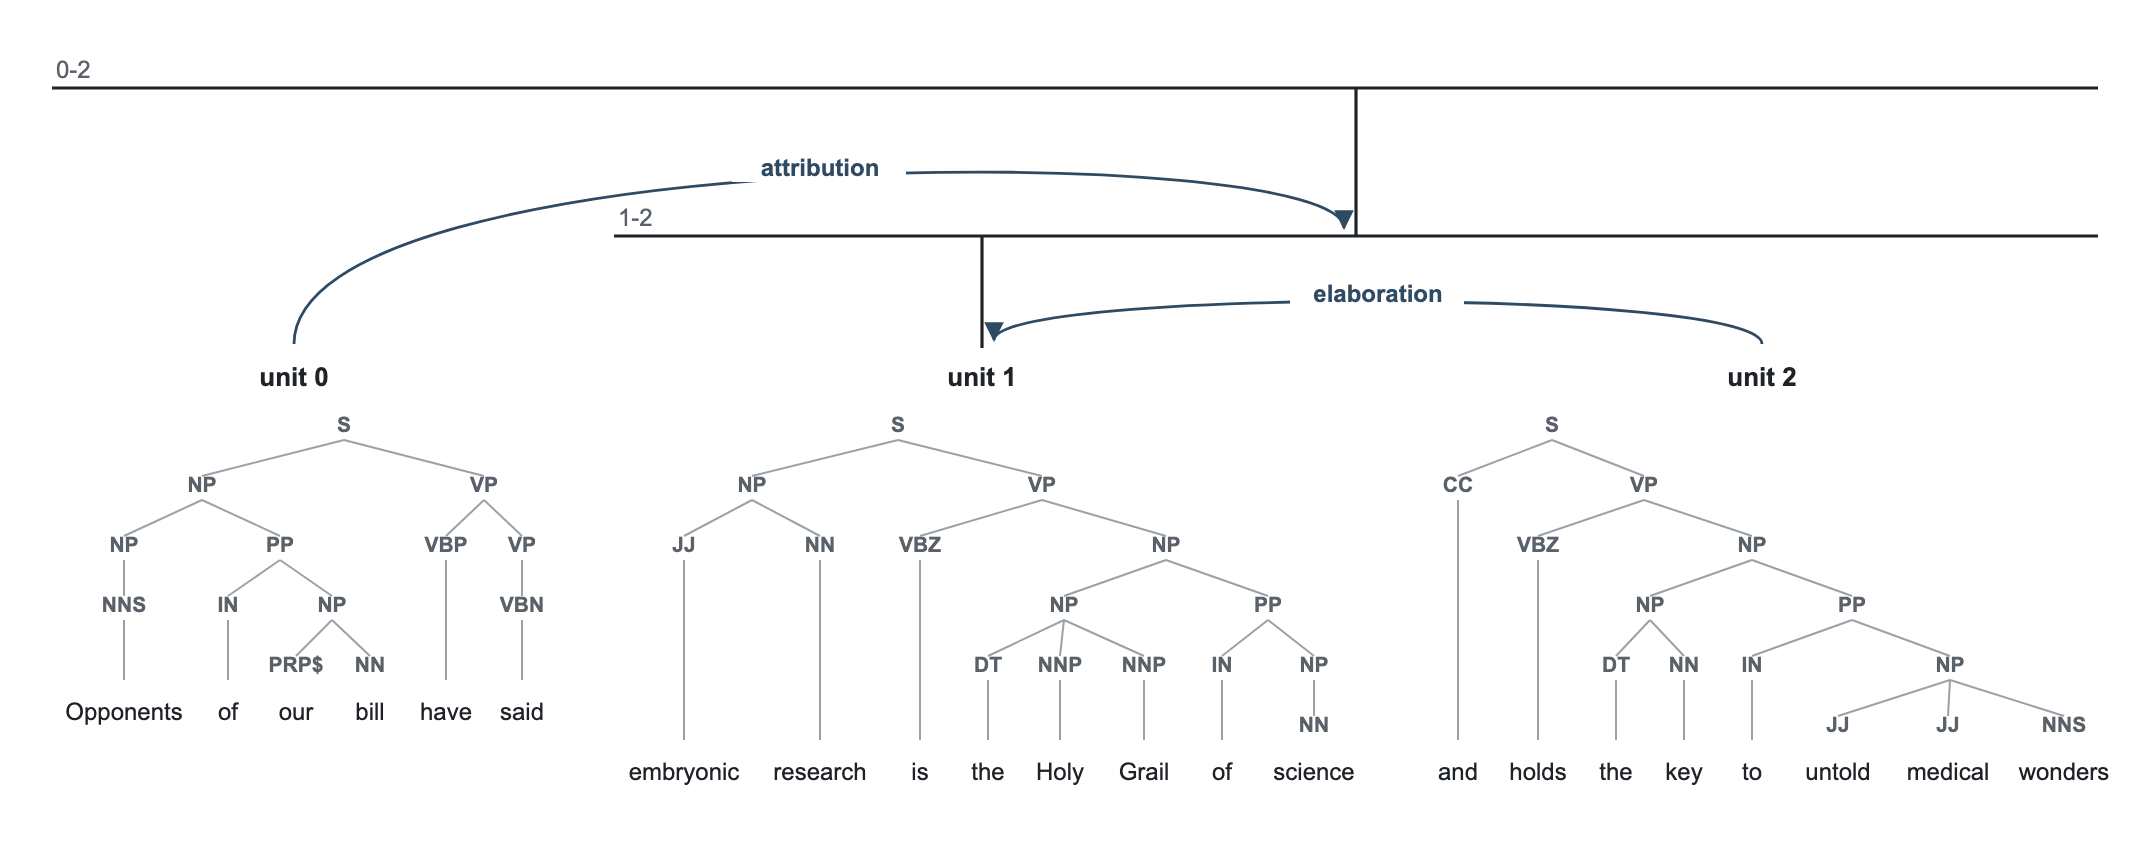 0-2
attribution
1-2
elaboration
unit 0 unit 1 unit 2
S S S
NP VP NP VP CC VP
NP PP VBP VP JJ NN VBZ NP VBZ NP
NNS IN NP VBN NP PP NP PP
PRP$ NN DT NNP NNP IN NP DT NN IN NP
Opponents of our bill have said
NN JJ JJ NNS
embryonic research is the Holy Grail of science and holds the key to untold medical wonders